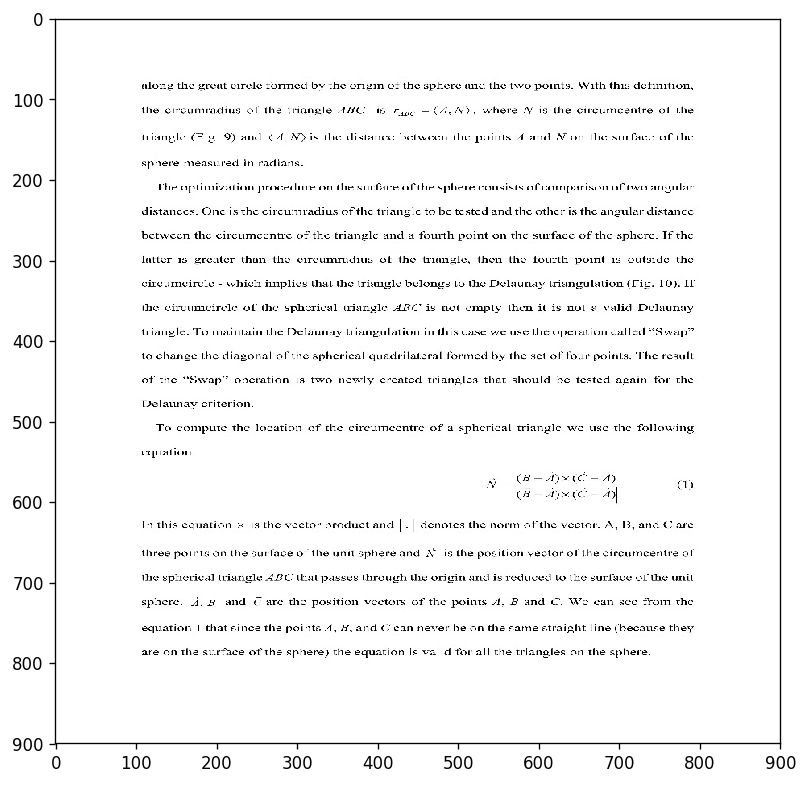 along the great circle formed by the origin of the sphere and the two points. With this definition,
the circumradius of the triangle ABC is r_ABC = ⟨A, N⟩, where N is the circumcentre of the
triangle (Fig. 9) and ⟨A, N⟩ is the distance between the points A and N on the surface of the
sphere measured in radians.
The optimization procedure on the surface of the sphere consists of comparison of two angular
distances. One is the circumradius of the triangle to be tested and the other is the angular distance
between the circumcentre of the triangle and a fourth point on the surface of the sphere. If the
latter is greater than the circumradius of the triangle, then the fourth point is outside the
circumcircle - which implies that the triangle belongs to the Delaunay triangulation (Fig. 10). If
the circumcircle of the spherical triangle ABC is not empty then it is not a valid Delaunay
triangle. To maintain the Delaunay triangulation in this case we use the operation called “Swap”
to change the diagonal of the spherical quadrilateral formed by the set of four points. The result
of the “Swap” operation is two newly created triangles that should be tested again for the
Delaunay criterion.
To compute the location of the circumcentre of a spherical triangle we use the following
equation
N⃗ = (B⃗ − A⃗)×(C⃗ − A⃗) / |(B⃗ − A⃗)×(C⃗ − A⃗)| (1)
In this equation × is the vector product and | . | denotes the norm of the vector. A, B, and C are
three points on the surface of the unit sphere and N⃗ is the position vector of the circumcentre of
the spherical triangle ABC that passes through the origin and is reduced to the surface of the unit
sphere. A⃗, B⃗ and C⃗ are the position vectors of the points A, B and C. We can see from the
equation 1 that since the points A, B, and C can never be on the same straight line (because they
are on the surface of the sphere) the equation is valid for all the triangles on the sphere.
0
100
200
300
400
500
600
700
800
900
0 100 200 300 400 500 600 700 800 900